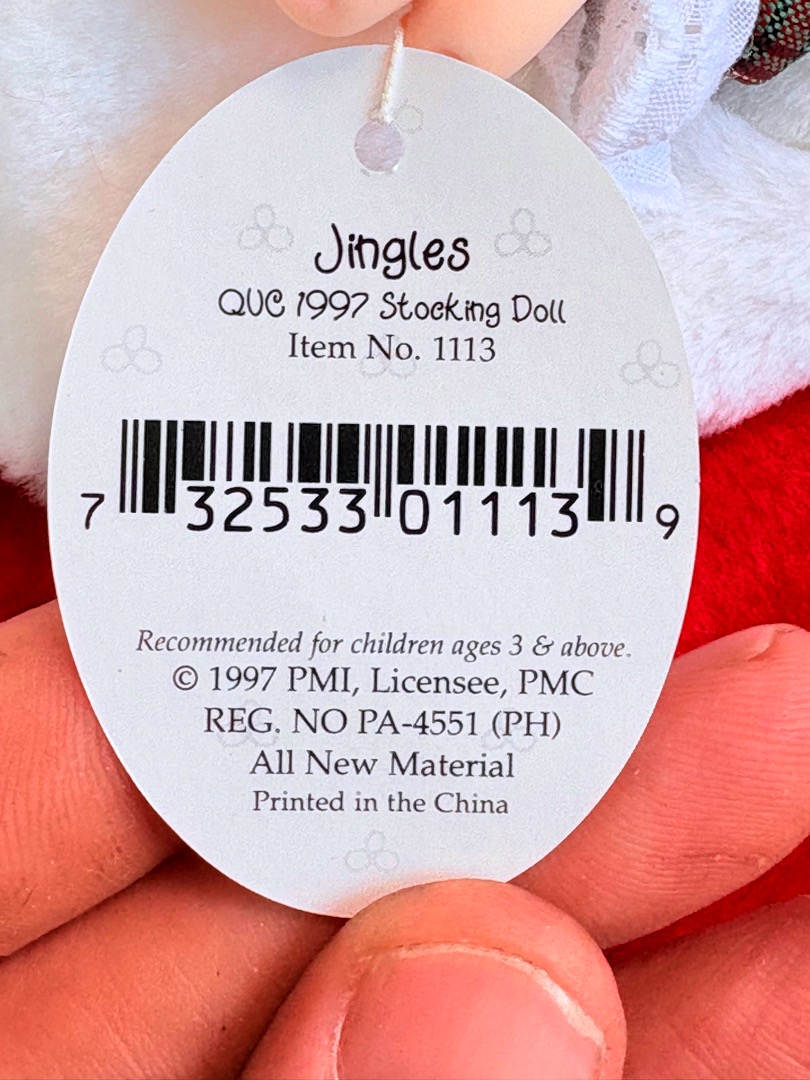 Jingles
QVC 1997 Stocking Doll
Item No. 1113
7 32533 01113 9
Recommended for children ages 3 & above.
© 1997 PMI, Licensee, PMC
REG. NO PA-4551 (PH)
All New Material
Printed in the China